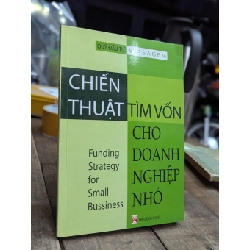 CHIẾN
THUẬT
TÌM VỐN
CHO
DOANH
NGHIỆP
NHỎ
Funding
Strategy
for
Small
Bussiness